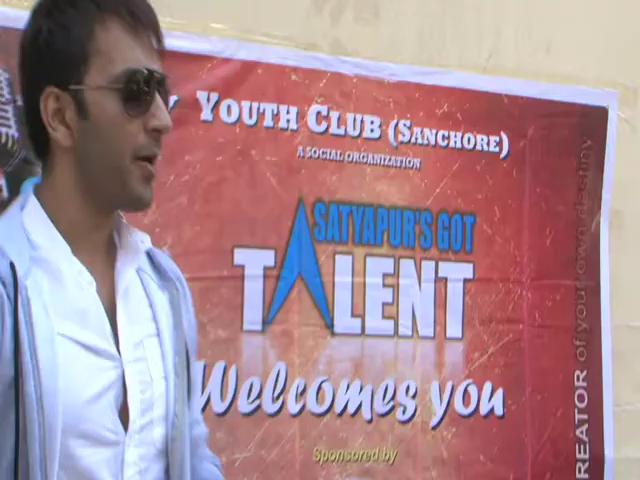 YOUTH CLUB (SANCHORE)
A SOCIAL ORGANIZATION
SATYAPUR'S GOT
TALENT
Welcomes you
Sponsored by
REATOR of your own destiny